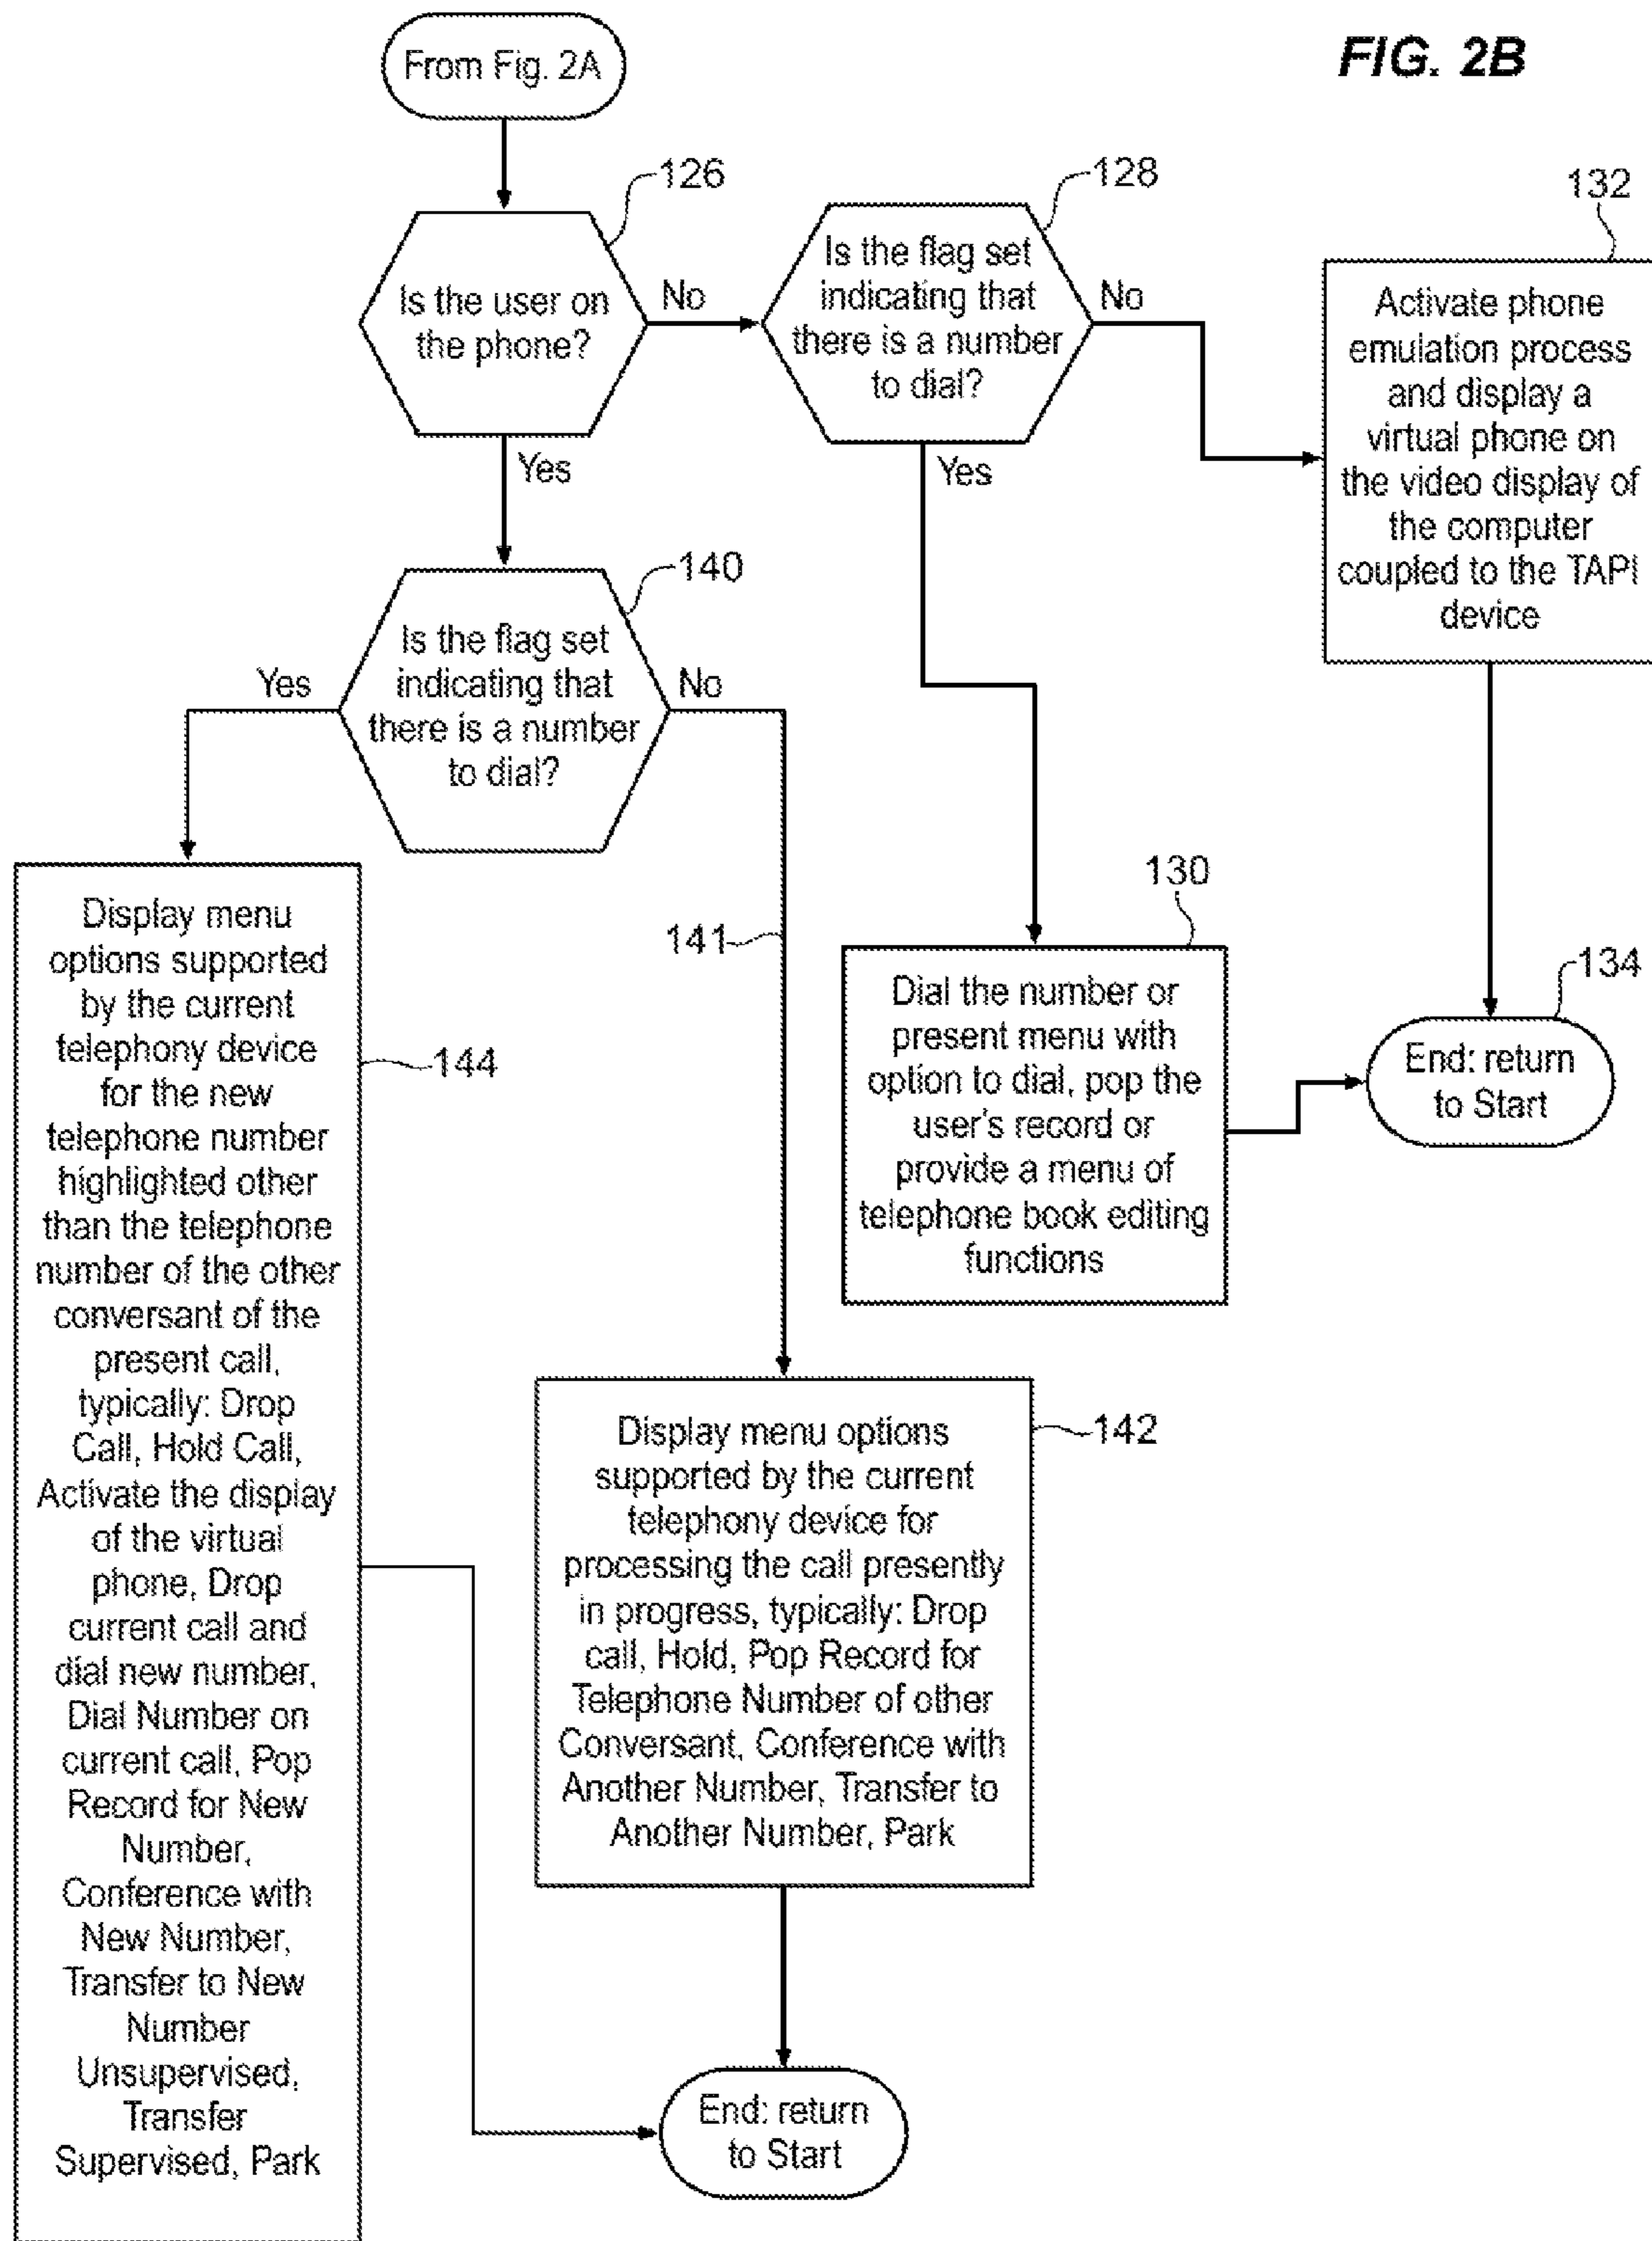 FIG. 2B
From Fig. 2A
126
Is the user on
the phone?
No
Yes
128
Is the flag set
indicating that
there is a number
to dial?
No
Yes
132
Activate phone
emulation process
and display a
virtual phone on
the video display of
the computer
coupled to the TAPI
device
140
Is the flag set
indicating that
there is a number
to dial?
Yes
No
141
130
Dial the number or
present menu with
option to dial, pop the
user's record or
provide a menu of
telephone book editing
functions
134
End: return
to Start
144
Display menu
options supported
by the current
telephony device
for the new
telephone number
highlighted other
than the telephone
number of the other
conversant of the
present call,
typically: Drop
Call, Hold Call,
Activate the display
of the virtual
phone, Drop
current call and
dial new number,
Dial Number on
current call, Pop
Record for New
Number,
Conference with
New Number,
Transfer to New
Number
Unsupervised,
Transfer
Supervised, Park
142
Display menu options
supported by the current
telephony device for
processing the call presently
in progress, typically: Drop
call, Hold, Pop Record for
Telephone Number of other
Conversant, Conference with
Another Number, Transfer to
Another Number, Park
End: return
to Start